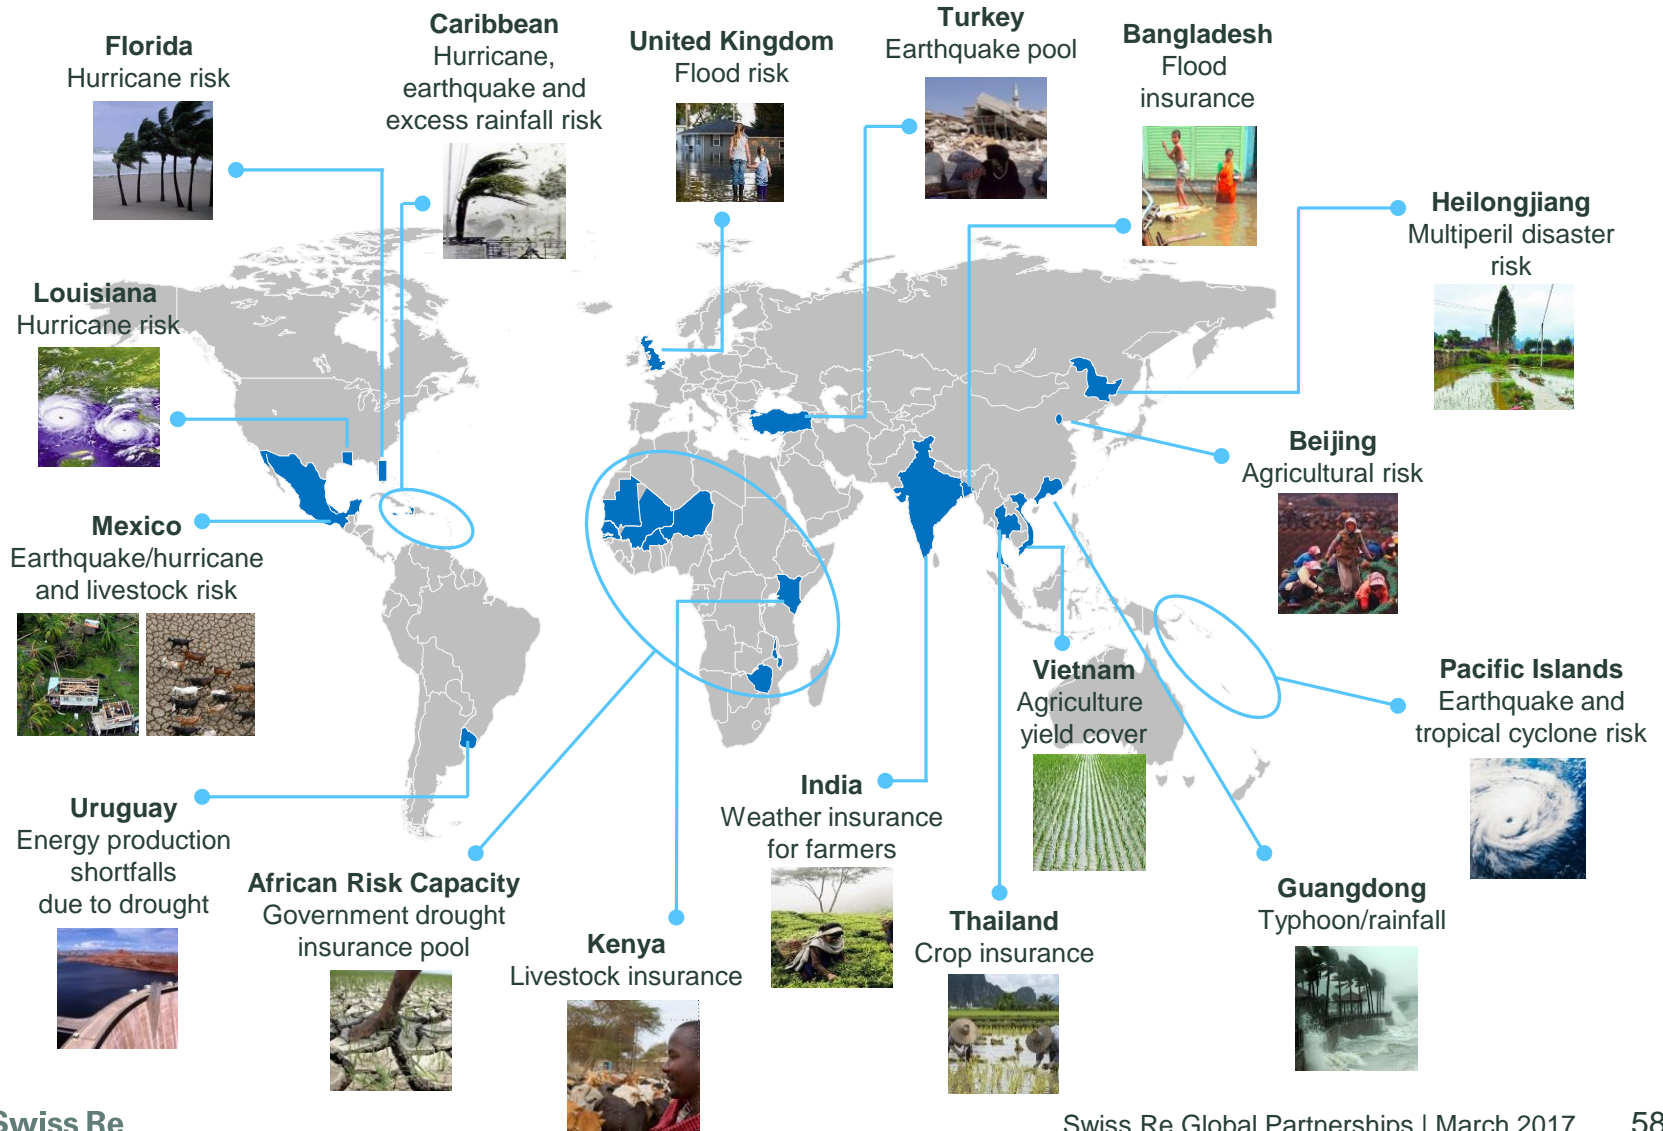 Florida
Hurricane risk
Caribbean
Hurricane,
earthquake and
excess rainfall risk
United Kingdom
Flood risk
Turkey
Earthquake pool
Bangladesh
Flood
insurance
Heilongjiang
Multiperil disaster
risk
Louisiana
Hurricane risk
Beijing
Agricultural risk
Mexico
Earthquake/hurricane
and livestock risk
Vietnam
Agriculture
yield cover
Pacific Islands
Earthquake and
tropical cyclone risk
Uruguay
Energy production
shortfalls
due to drought
African Risk Capacity
Government drought
insurance pool
Kenya
Livestock insurance
India
Weather insurance
for farmers
Thailand
Crop insurance
Guangdong
Typhoon/rainfall
Swiss Re
Swiss Re Global Partnerships | March 2017
58